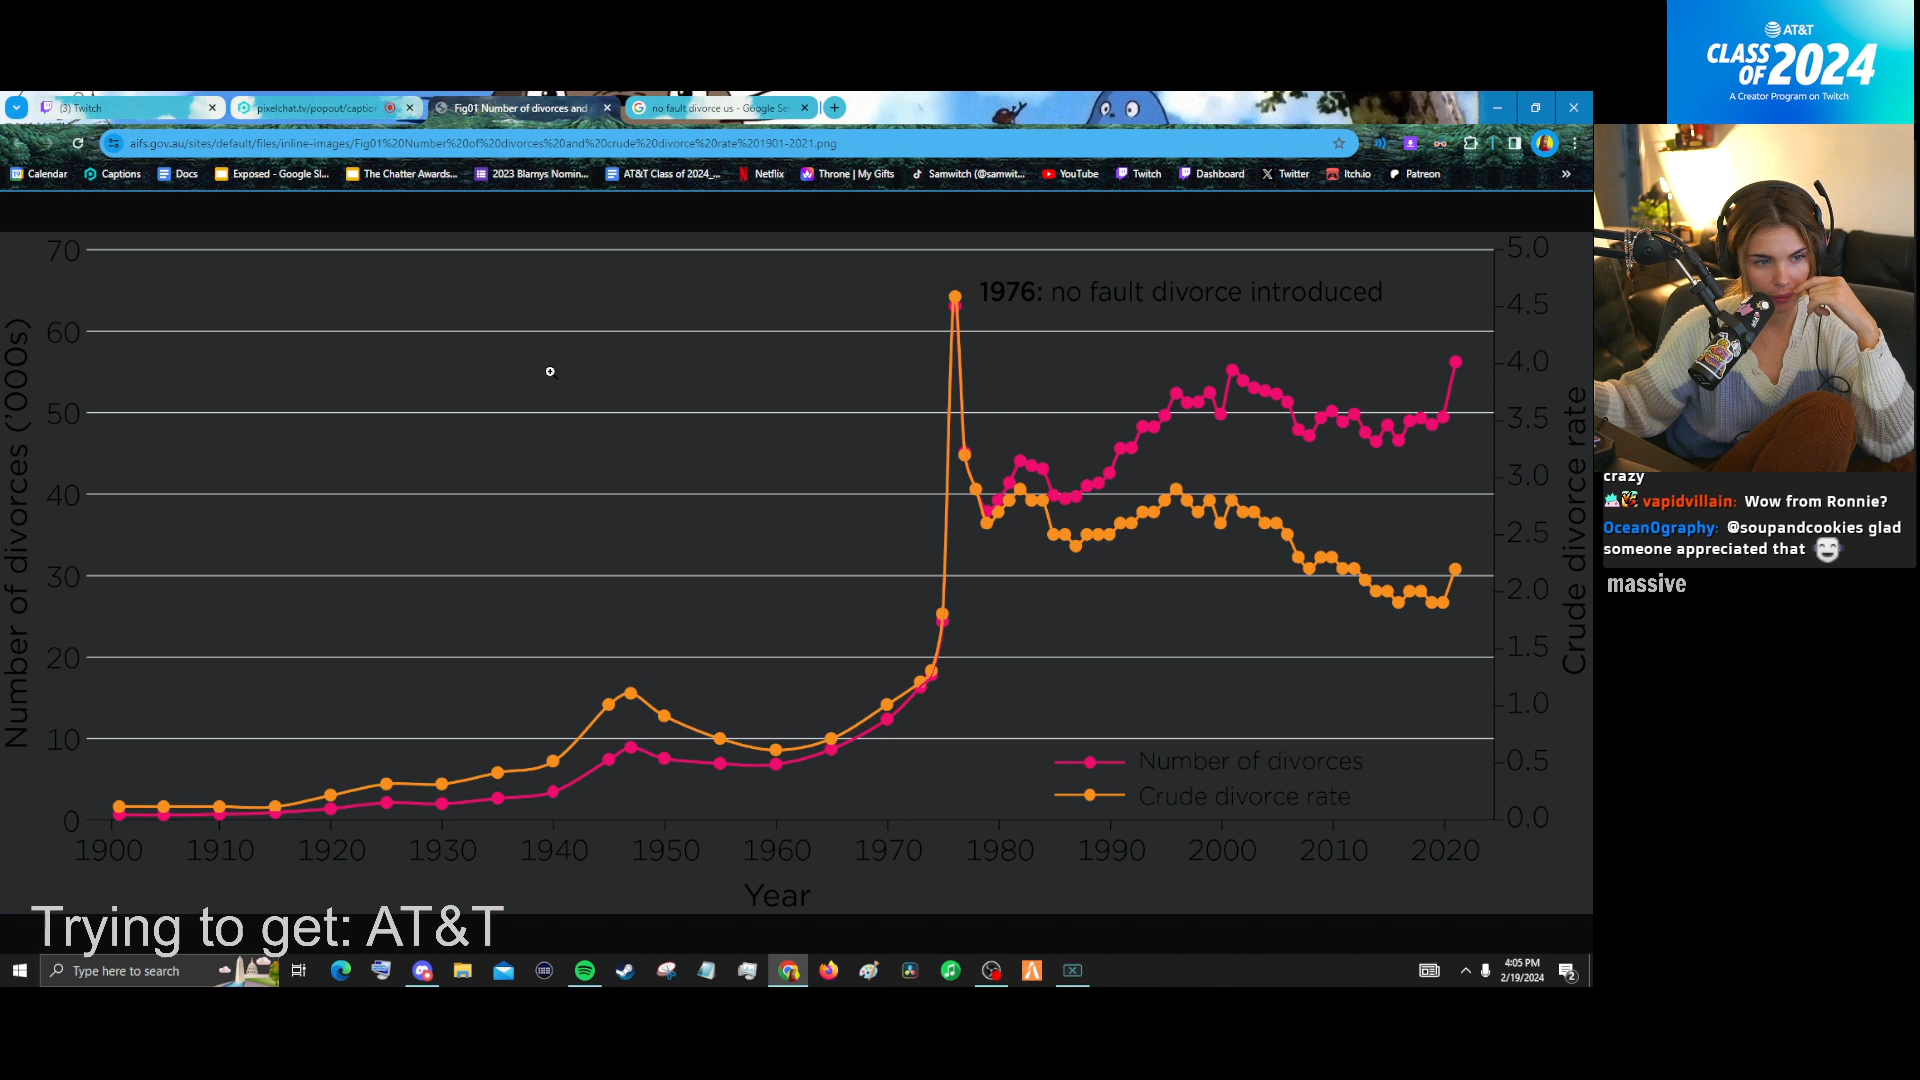 AT&T
CLASS
OF 2024
A Creator Program on Twitch
(3) Twitch
pixelchat.tv/popout/captio
Fig01 Number of divorces and
no fault divorce us - Google Se
aifs.gov.au/sites/default/files/inline-images/Fig01%20Number%20of%20divorces%20and%20crude%20divorce%20rate%201901-2021.png
Calendar
Captions
Docs
Exposed - Google Sl...
The Chatter Awards...
2023 Blarnys Nomin...
AT&T Class of 2024_...
Netflix
Throne | My Gifts
Samwitch (@samwit...
YouTube
Twitch
Dashboard
Twitter
Itch.io
Patreon
Number of divorces ('000s)
70
60
50
40
30
20
10
0
1976: no fault divorce introduced
5.0
4.5
4.0
3.5
3.0
2.5
2.0
1.5
1.0
0.5
0.0
Crude divorce rate
Number of divorces
Crude divorce rate
1900 1910 1920 1930 1940 1950 1960 1970 1980 1990 2000 2010 2020
Year
crazy
vapidvillain: Wow from Ronnie?
OceanOgraphy: @soupandcookies glad
someone appreciated that
massive
Trying to get: AT&T
Type here to search
4:05 PM
2/19/2024
2